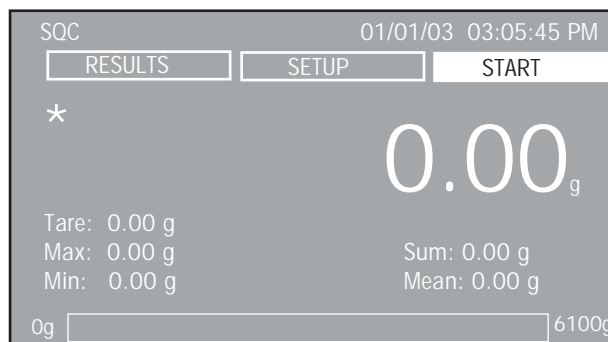 SQC 01/01/03 03:05:45 PM
RESULTS SETUP START
*
0.00 g
Tare: 0.00 g
Max: 0.00 g Sum: 0.00 g
Min: 0.00 g Mean: 0.00 g
0g 6100g